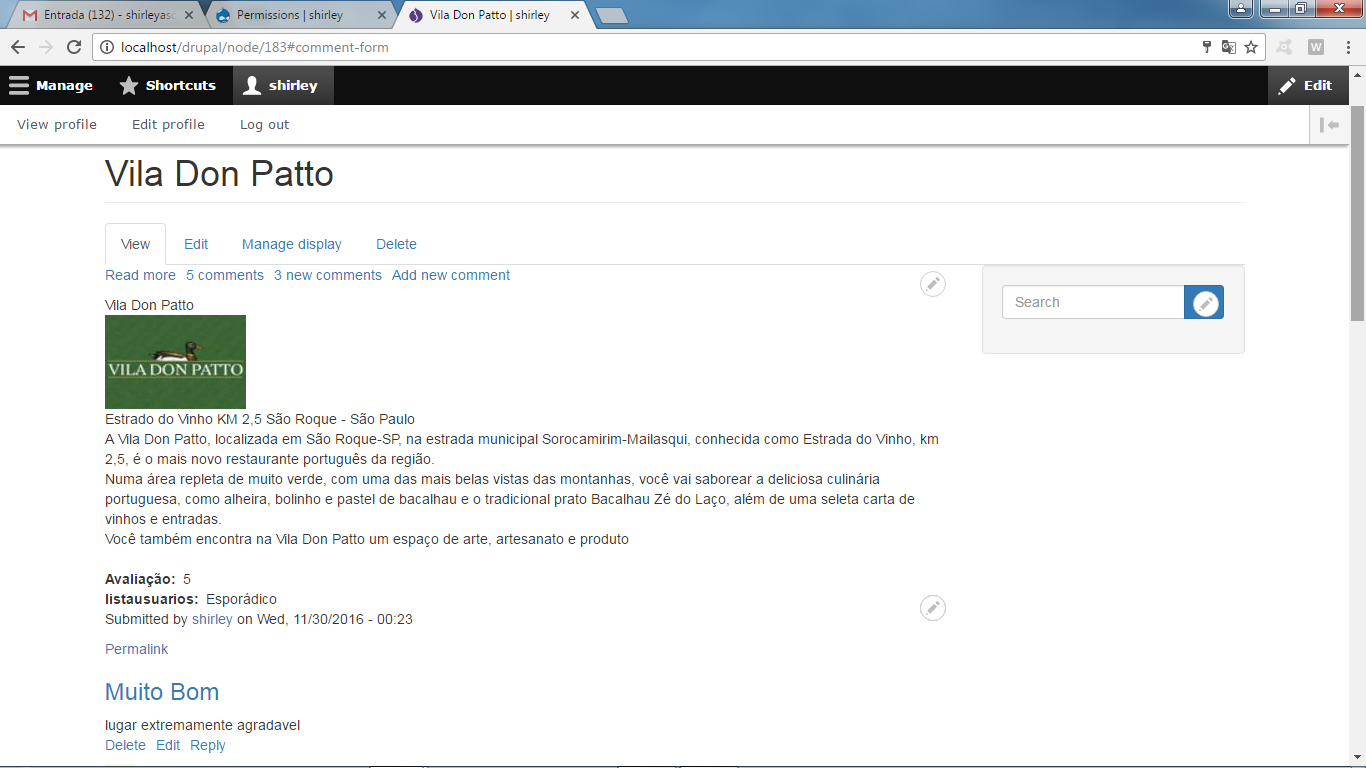 Entrada (132) - shirleyasc
Permissions | shirley
Vila Don Patto | shirley
localhost/drupal/node/183#comment-form
W
Manage
Shortcuts
shirley
Edit
View profile
Edit profile
Log out
Vila Don Patto
View
Edit
Manage display
Delete
Read more 5 comments 3 new comments Add new comment
Search
Vila Don Patto
VILA DON PATTO
Estrado do Vinho KM 2,5 São Roque - São Paulo
A Vila Don Patto, localizada em São Roque-SP, na estrada municipal Sorocamirim-Mailasqui, conhecida como Estrada do Vinho, km
2,5, é o mais novo restaurante português da região.
Numa área repleta de muito verde, com uma das mais belas vistas das montanhas, você vai saborear a deliciosa culinária
portuguesa, como alheira, bolinho e pastel de bacalhau e o tradicional prato Bacalhau Zé do Laço, além de uma seleta carta de
vinhos e entradas.
Você também encontra na Vila Don Patto um espaço de arte, artesanato e produto
Avaliação: 5
listausuarios: Esporádico
Submitted by shirley on Wed, 11/30/2016 - 00:23
Permalink
Muito Bom
lugar extremamente agradavel
Delete Edit Reply